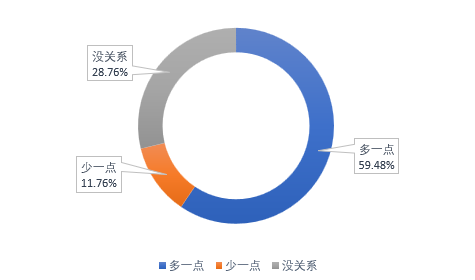 没关系
28.76%
多一点
59.48%
少一点
11.76%
多一点 少一点 没关系